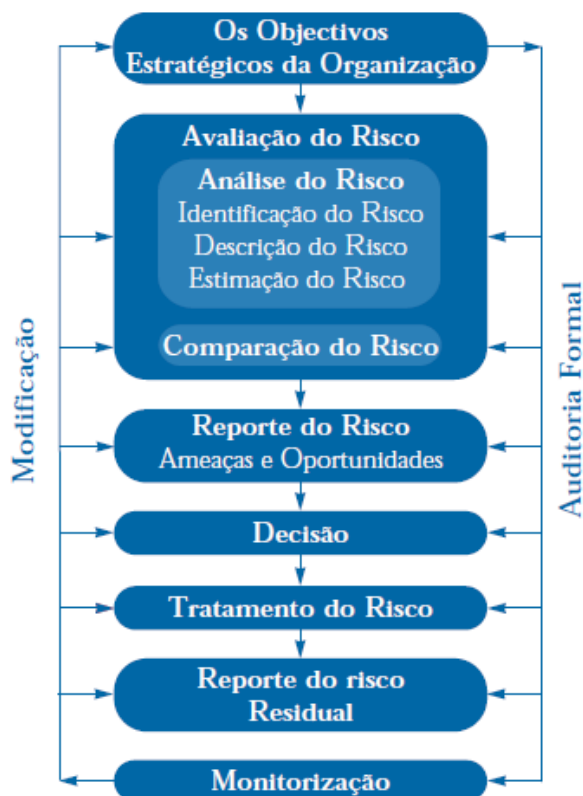 Os Objectivos
Estratégicos da Organização
Avaliação do Risco
Análise do Risco
Identificação do Risco
Descrição do Risco
Estimação do Risco
Comparação do Risco
Reporte do Risco
Ameaças e Oportunidades
Decisão
Tratamento do Risco
Reporte do risco
Residual
Monitorização
Modificação
Auditoria Formal